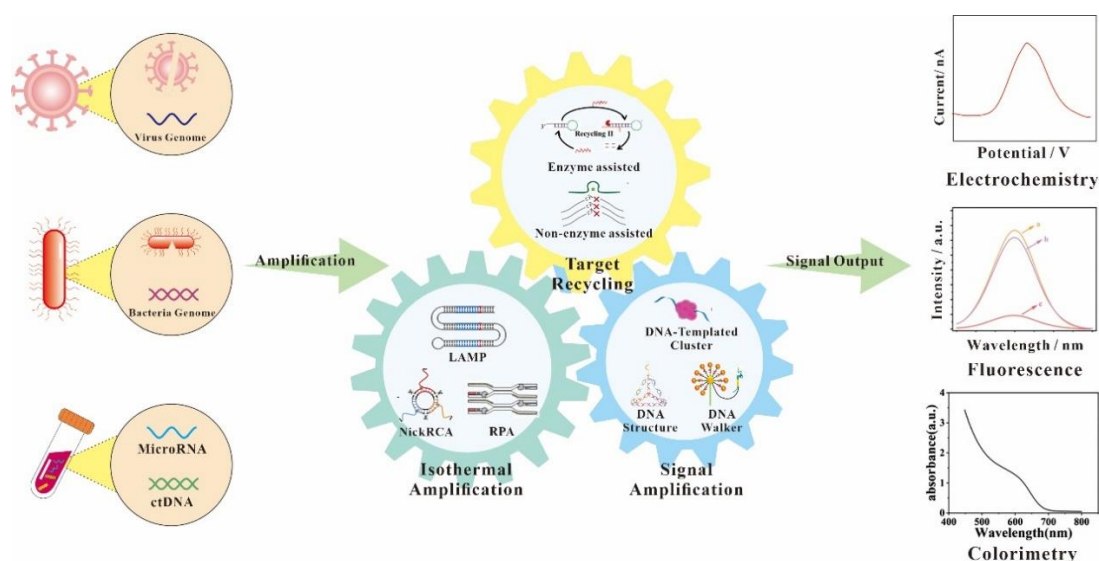 Virus Genome
Bacteria Genome
MicroRNA
ctDNA
Amplification
Recycling II
Enzyme assisted
Non-enzyme assisted
Target
Recycling
LAMP
NickRCA
RPA
Isothermal
Amplification
DNA-Templated
Cluster
DNA
Structure
DNA
Walker
Signal
Amplification
Signal Output
Current/ nA
Potential / V
Electrochemistry
Intensity / a.u.
a
b
c
Wavelength / nm
Fluorescence
absorbance(a.u.)
4
3
2
1
0
400 500 600 700 800
Wavelength(nm)
Colorimetry